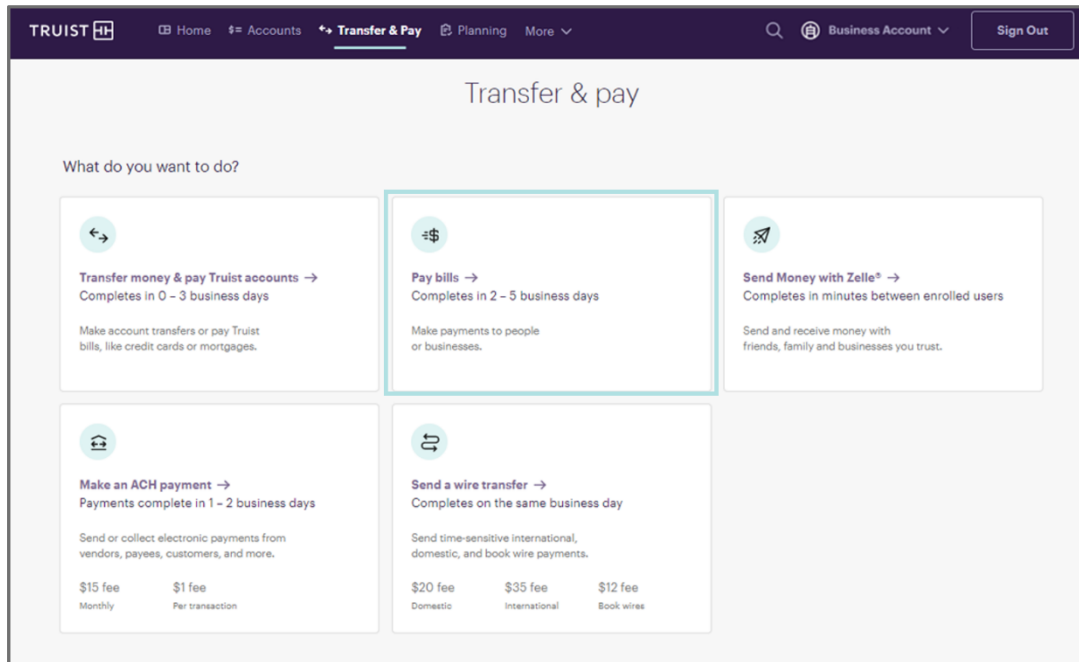 TRUIST Home $= Accounts Transfer & Pay Planning More Business Account Sign Out
Transfer & pay
What do you want to do?
Transfer money & pay Truist accounts →
Completes in 0 – 3 business days
Make account transfers or pay Truist
bills, like credit cards or mortgages.
Pay bills →
Completes in 2 – 5 business days
Make payments to people
or businesses.
Send Money with Zelle® →
Completes in minutes between enrolled users
Send and receive money with
friends, family and businesses you trust.
Make an ACH payment →
Payments complete in 1 – 2 business days
Send or collect electronic payments from
vendors, payees, customers, and more.
$15 fee $1 fee
Monthly Per transaction
Send a wire transfer →
Completes on the same business day
Send time-sensitive international,
domestic, and book wire payments.
$20 fee $35 fee $12 fee
Domestic International Book wires